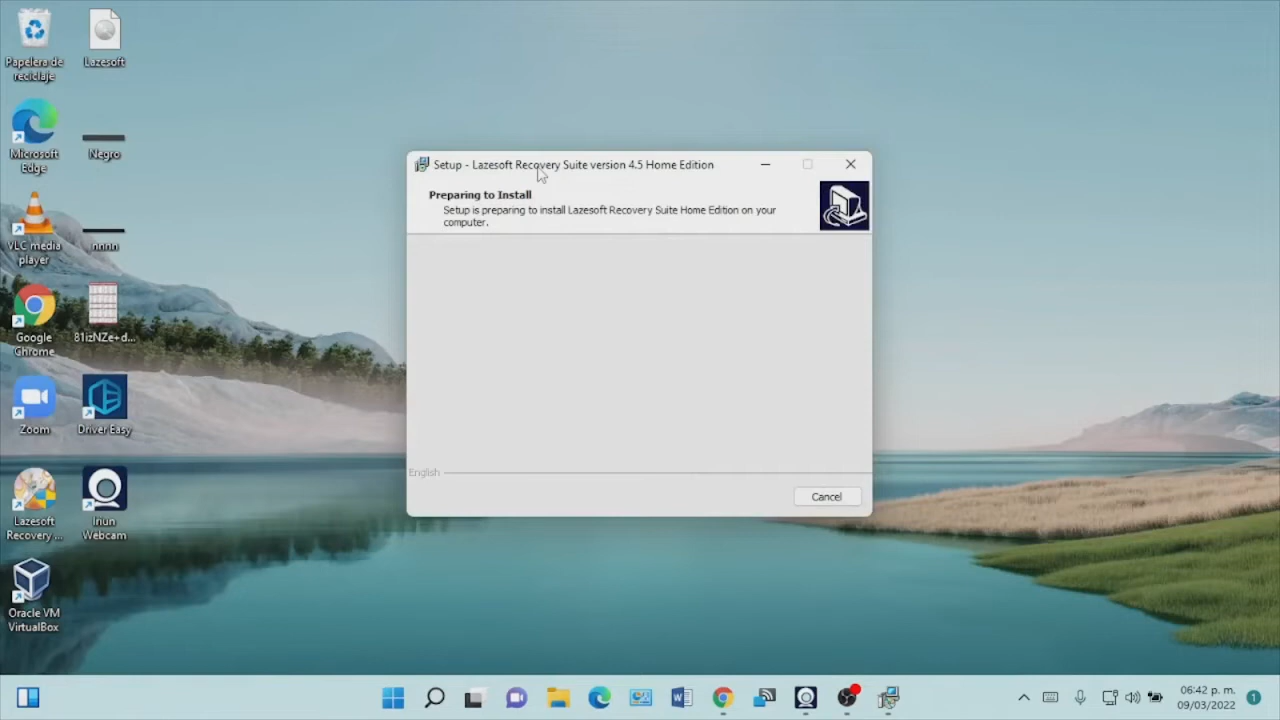 Papelera de
reciclaje
Lazesoft
Microsoft
Edge
Negro
VLC media
player
nnnn
Google
Chrome
81izNZe+d...
Zoom
Driver Easy
Lazesoft
Recovery ...
Iriun
Webcam
Oracle VM
VirtualBox
Setup - Lazesoft Recovery Suite version 4.5 Home Edition
Preparing to Install
Setup is preparing to install Lazesoft Recovery Suite Home Edition on your
computer.
English
Cancel
06:42 p. m.
09/03/2022
1